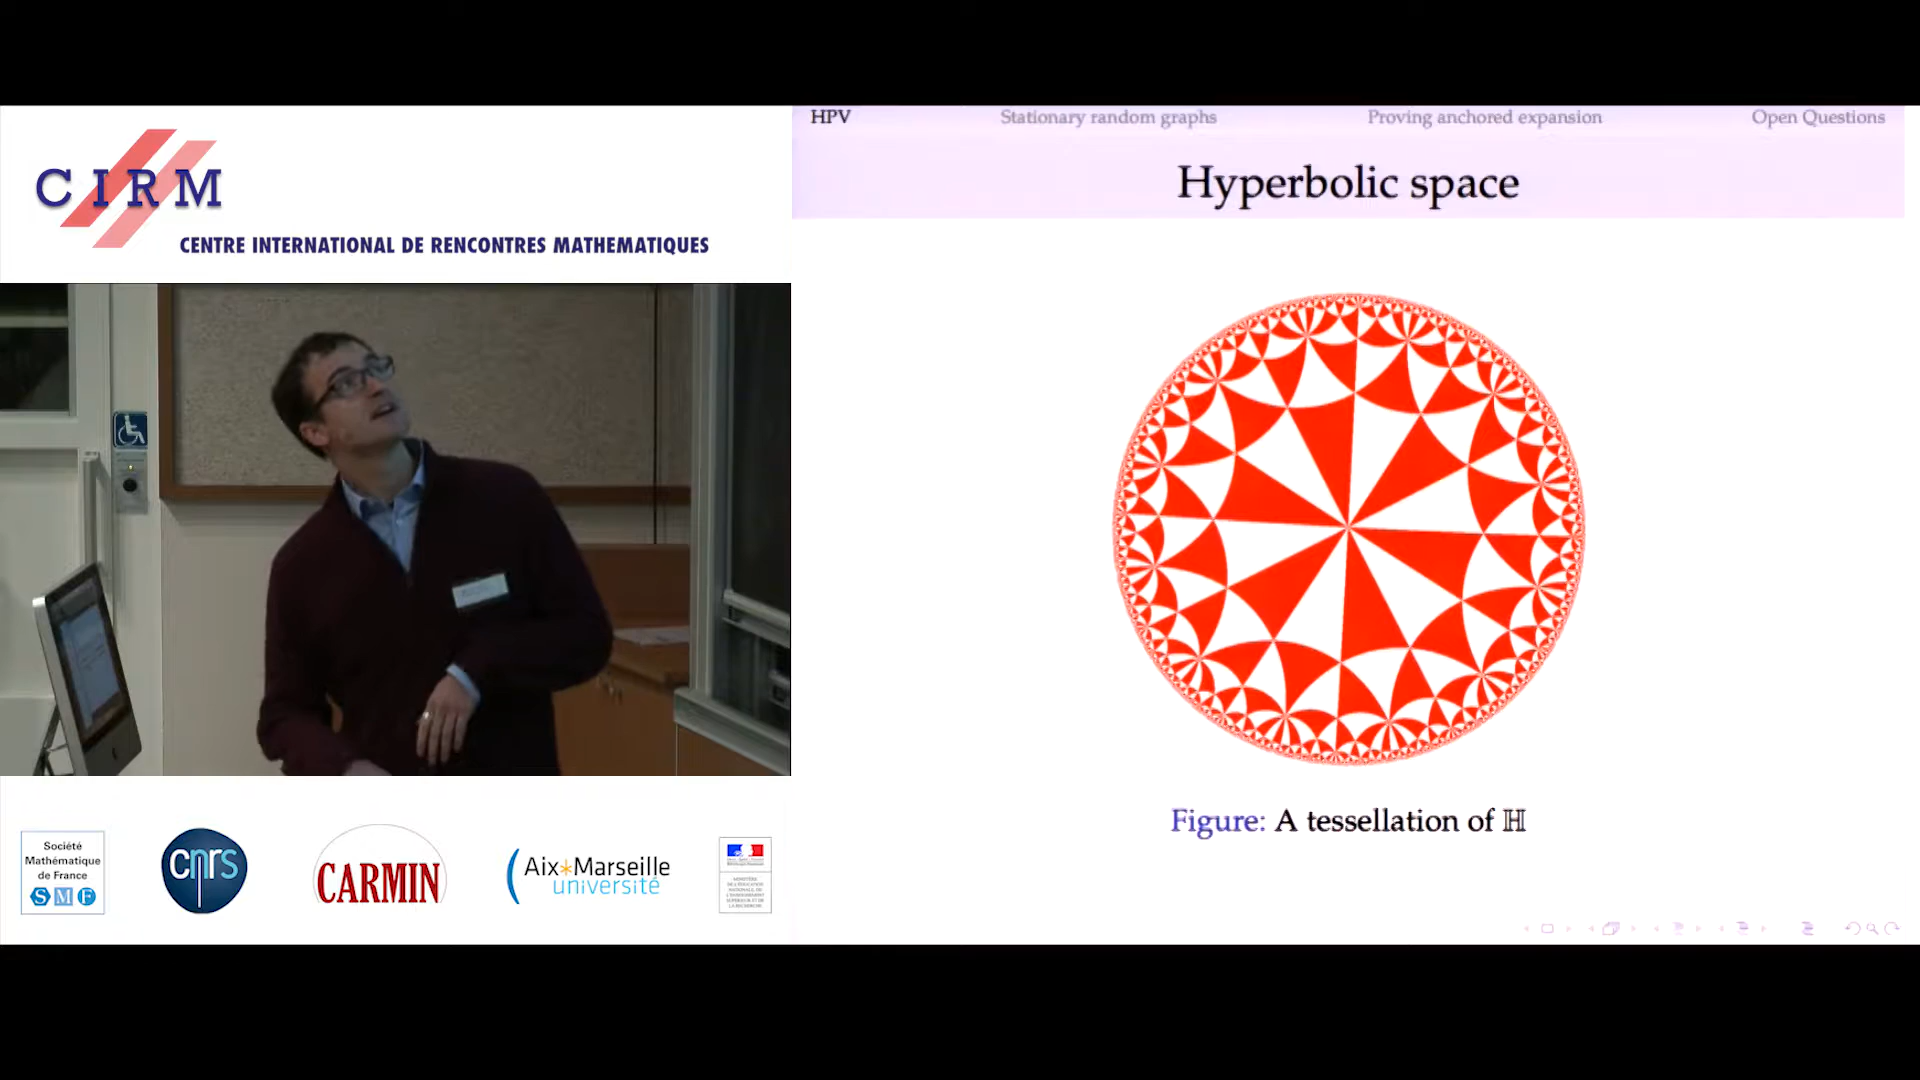 CIRM
CENTRE INTERNATIONAL DE RENCONTRES MATHEMATIQUES
HPV
Stationary random graphs
Proving anchored expansion
Open Questions
Hyperbolic space
Figure: A tessellation of ℍ
Société
Mathématique
de France
SMF
cnrs
CARMIN
Aix*Marseille
université